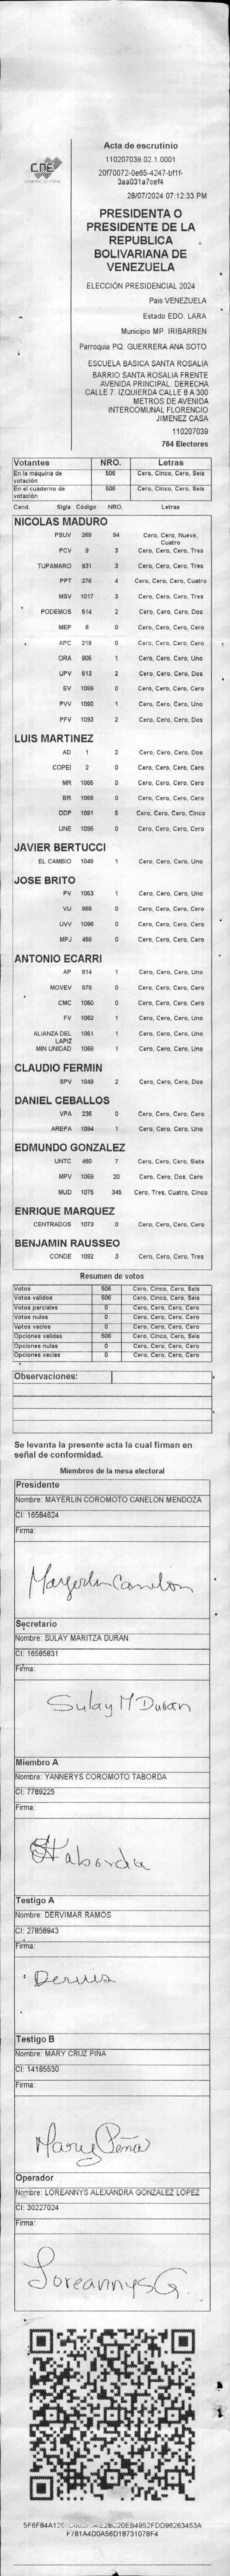 Acta de escrutinio
CNE
110207039.02.1.0001
20f70072-0e65-4247-bf1f-
3aa031a7cef4
28/07/2024 07:12:33 PM
PRESIDENTA O
PRESIDENTE DE LA
REPUBLICA
BOLIVARIANA DE
VENEZUELA
ELECCIÓN PRESIDENCIAL 2024
Pais VENEZUELA
Estado EDO. LARA
Municipio MP. IRIBARREN
Parroquia PQ. GUERRERA ANA SOTO
ESCUELA BASICA SANTA ROSALIA
BARRIO SANTA ROSALIA FRENTE
AVENIDA PRINCIPAL. DERECHA
CALLE 7. IZQUIERDA CALLE 8 A 300
METROS DE AVENIDA
INTERCOMUNAL FLORENCIO
JIMENEZ CASA
110207039
764 Electores
Votantes NRO. Letras
En la máquina de votación 506 Cero, Cinco, Cero, Seis
En el cuaderno de votación 506 Cero, Cinco, Cero, Seis
Cand. Sigla Código NRO. Letras
NICOLAS MADURO
PSUV 269 94 Cero, Cero, Nueve, Cuatro
PCV 9 3 Cero, Cero, Cero, Tres
TUPAMARO 931 3 Cero, Cero, Cero, Tres
PPT 276 4 Cero, Cero, Cero, Cuatro
MSV 1017 3 Cero, Cero, Cero, Tres
PODEMOS 514 2 Cero, Cero, Cero, Dos
MEP 6 0 Cero, Cero, Cero, Cero
APC 219 0 Cero, Cero, Cero, Cero
ORA 906 1 Cero, Cero, Cero, Uno
UPV 613 2 Cero, Cero, Cero, Dos
EV 1089 0 Cero, Cero, Cero, Cero
PVV 1090 1 Cero, Cero, Cero, Uno
PFV 1093 2 Cero, Cero, Cero, Dos
LUIS MARTINEZ
AD 1 2 Cero, Cero, Cero, Dos
COPEI 2 0 Cero, Cero, Cero, Cero
MR 1065 0 Cero, Cero, Cero, Cero
BR 1066 0 Cero, Cero, Cero, Cero
DDP 1091 5 Cero, Cero, Cero, Cinco
UNE 1095 0 Cero, Cero, Cero, Cero
JAVIER BERTUCCI
EL CAMBIO 1048 1 Cero, Cero, Cero, Uno
JOSE BRITO
PV 1053 1 Cero, Cero, Cero, Uno
VU 868 0 Cero, Cero, Cero, Cero
UVV 1096 0 Cero, Cero, Cero, Cero
MPJ 459 0 Cero, Cero, Cero, Cero
ANTONIO ECARRI
AP 914 1 Cero, Cero, Cero, Uno
MOVEV 978 0 Cero, Cero, Cero, Cero
CMC 1050 0 Cero, Cero, Cero, Cero
FV 1052 1 Cero, Cero, Cero, Uno
ALIANZA DEL LAPIZ 1051 1 Cero, Cero, Cero, Uno
MIN UNIDAD 1068 1 Cero, Cero, Cero, Uno
CLAUDIO FERMIN
SPV 1049 2 Cero, Cero, Cero, Dos
DANIEL CEBALLOS
VPA 236 0 Cero, Cero, Cero, Cero
AREPA 1094 1 Cero, Cero, Cero, Uno
EDMUNDO GONZALEZ
UNTC 460 7 Cero, Cero, Cero, Siete
MPV 1069 20 Cero, Cero, Dos, Cero
MUD 1075 345 Cero, Tres, Cuatro, Cinco
ENRIQUE MARQUEZ
CENTRADOS 1073 0 Cero, Cero, Cero, Cero
BENJAMIN RAUSSEO
CONDE 1092 3 Cero, Cero, Cero, Tres
Resumen de votos
Votos 506 Cero, Cinco, Cero, Seis
Votos validos 506 Cero, Cinco, Cero, Seis
Votos parciales 0 Cero, Cero, Cero, Cero
Votos nulos 0 Cero, Cero, Cero, Cero
Votos vacios 0 Cero, Cero, Cero, Cero
Opciones validas 506 Cero, Cinco, Cero, Seis
Opciones nulas 0 Cero, Cero, Cero, Cero
Opciones vacias 0 Cero, Cero, Cero, Cero
Observaciones:
Se levanta la presente acta la cual firman en
señal de conformidad.
Miembros de la mesa electoral
Presidente
Nombre: MAYERLIN COROMOTO CANELON MENDOZA
CI: 16584624
Firma:
Mayerlin Canelon
Secretario
Nombre: SULAY MARITZA DURAN
CI: 16585831
Firma:
Sulay M Duran
Miembro A
Nombre: YANNERYS COROMOTO TABORDA
CI: 7789225
Firma:
Taborda
Testigo A
Nombre: DERVIMAR RAMOS
CI: 27858943
Firma:
Testigo B
Nombre: MARY CRUZ PIÑA
CI: 14185530
Firma:
Mary Peña
Operador
Nombre: LOREANNYS ALEXANDRA GONZALEZ LOPEZ
CI: 30227024
Firma:
Loreannys G.
F781A4D0A56D18731078F4